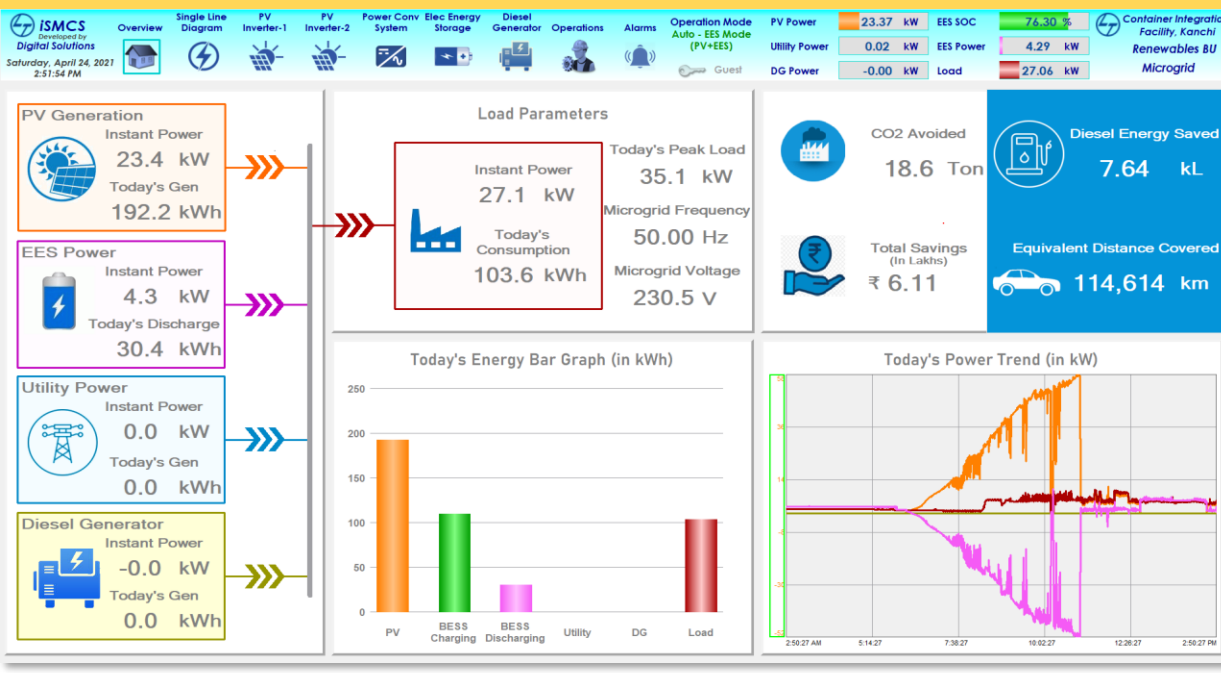 iSMCS
Developed by
Digital Solutions
Saturday, April 24, 2021
2:51:54 PM
Overview
Single Line
Diagram
PV
Inverter-1
PV
Inverter-2
Power Conv
System
Elec Energy
Storage
Diesel
Generator
Operations
Alarms
Operation Mode
Auto - EES Mode
(PV+EES)
Guest
PV Power 23.37 kW
Utility Power 0.02 kW
DG Power -0.00 kW
EES SOC 76.30 %
EES Power 4.29 kW
Load 27.06 kW
Container Integratio
Facility, Kanchi
Renewables BU
Microgrid
PV Generation
Instant Power
23.4 kW
Today's Gen
192.2 kWh
EES Power
Instant Power
4.3 kW
Today's Discharge
30.4 kWh
Utility Power
Instant Power
0.0 kW
Today's Gen
0.0 kWh
Diesel Generator
Instant Power
-0.0 kW
Today's Gen
0.0 kWh
Load Parameters
Instant Power
27.1 kW
Today's
Consumption
103.6 kWh
Today's Peak Load
35.1 kW
Microgrid Frequency
50.00 Hz
Microgrid Voltage
230.5 V
CO2 Avoided
18.6 Ton
Total Savings
(In Lakhs)
₹ 6.11
Diesel Energy Saved
7.64 kL
Equivalent Distance Covered
114,614 km
Today's Energy Bar Graph (in kWh)
250
200
150
100
50
0
PV
BESS
Charging
BESS
Discharging
Utility
DG
Load
Today's Power Trend (in kW)
14
-30
2:50:27 AM 5:14:27 7:38:27 10:02:27 12:26:27 2:50:27 PM